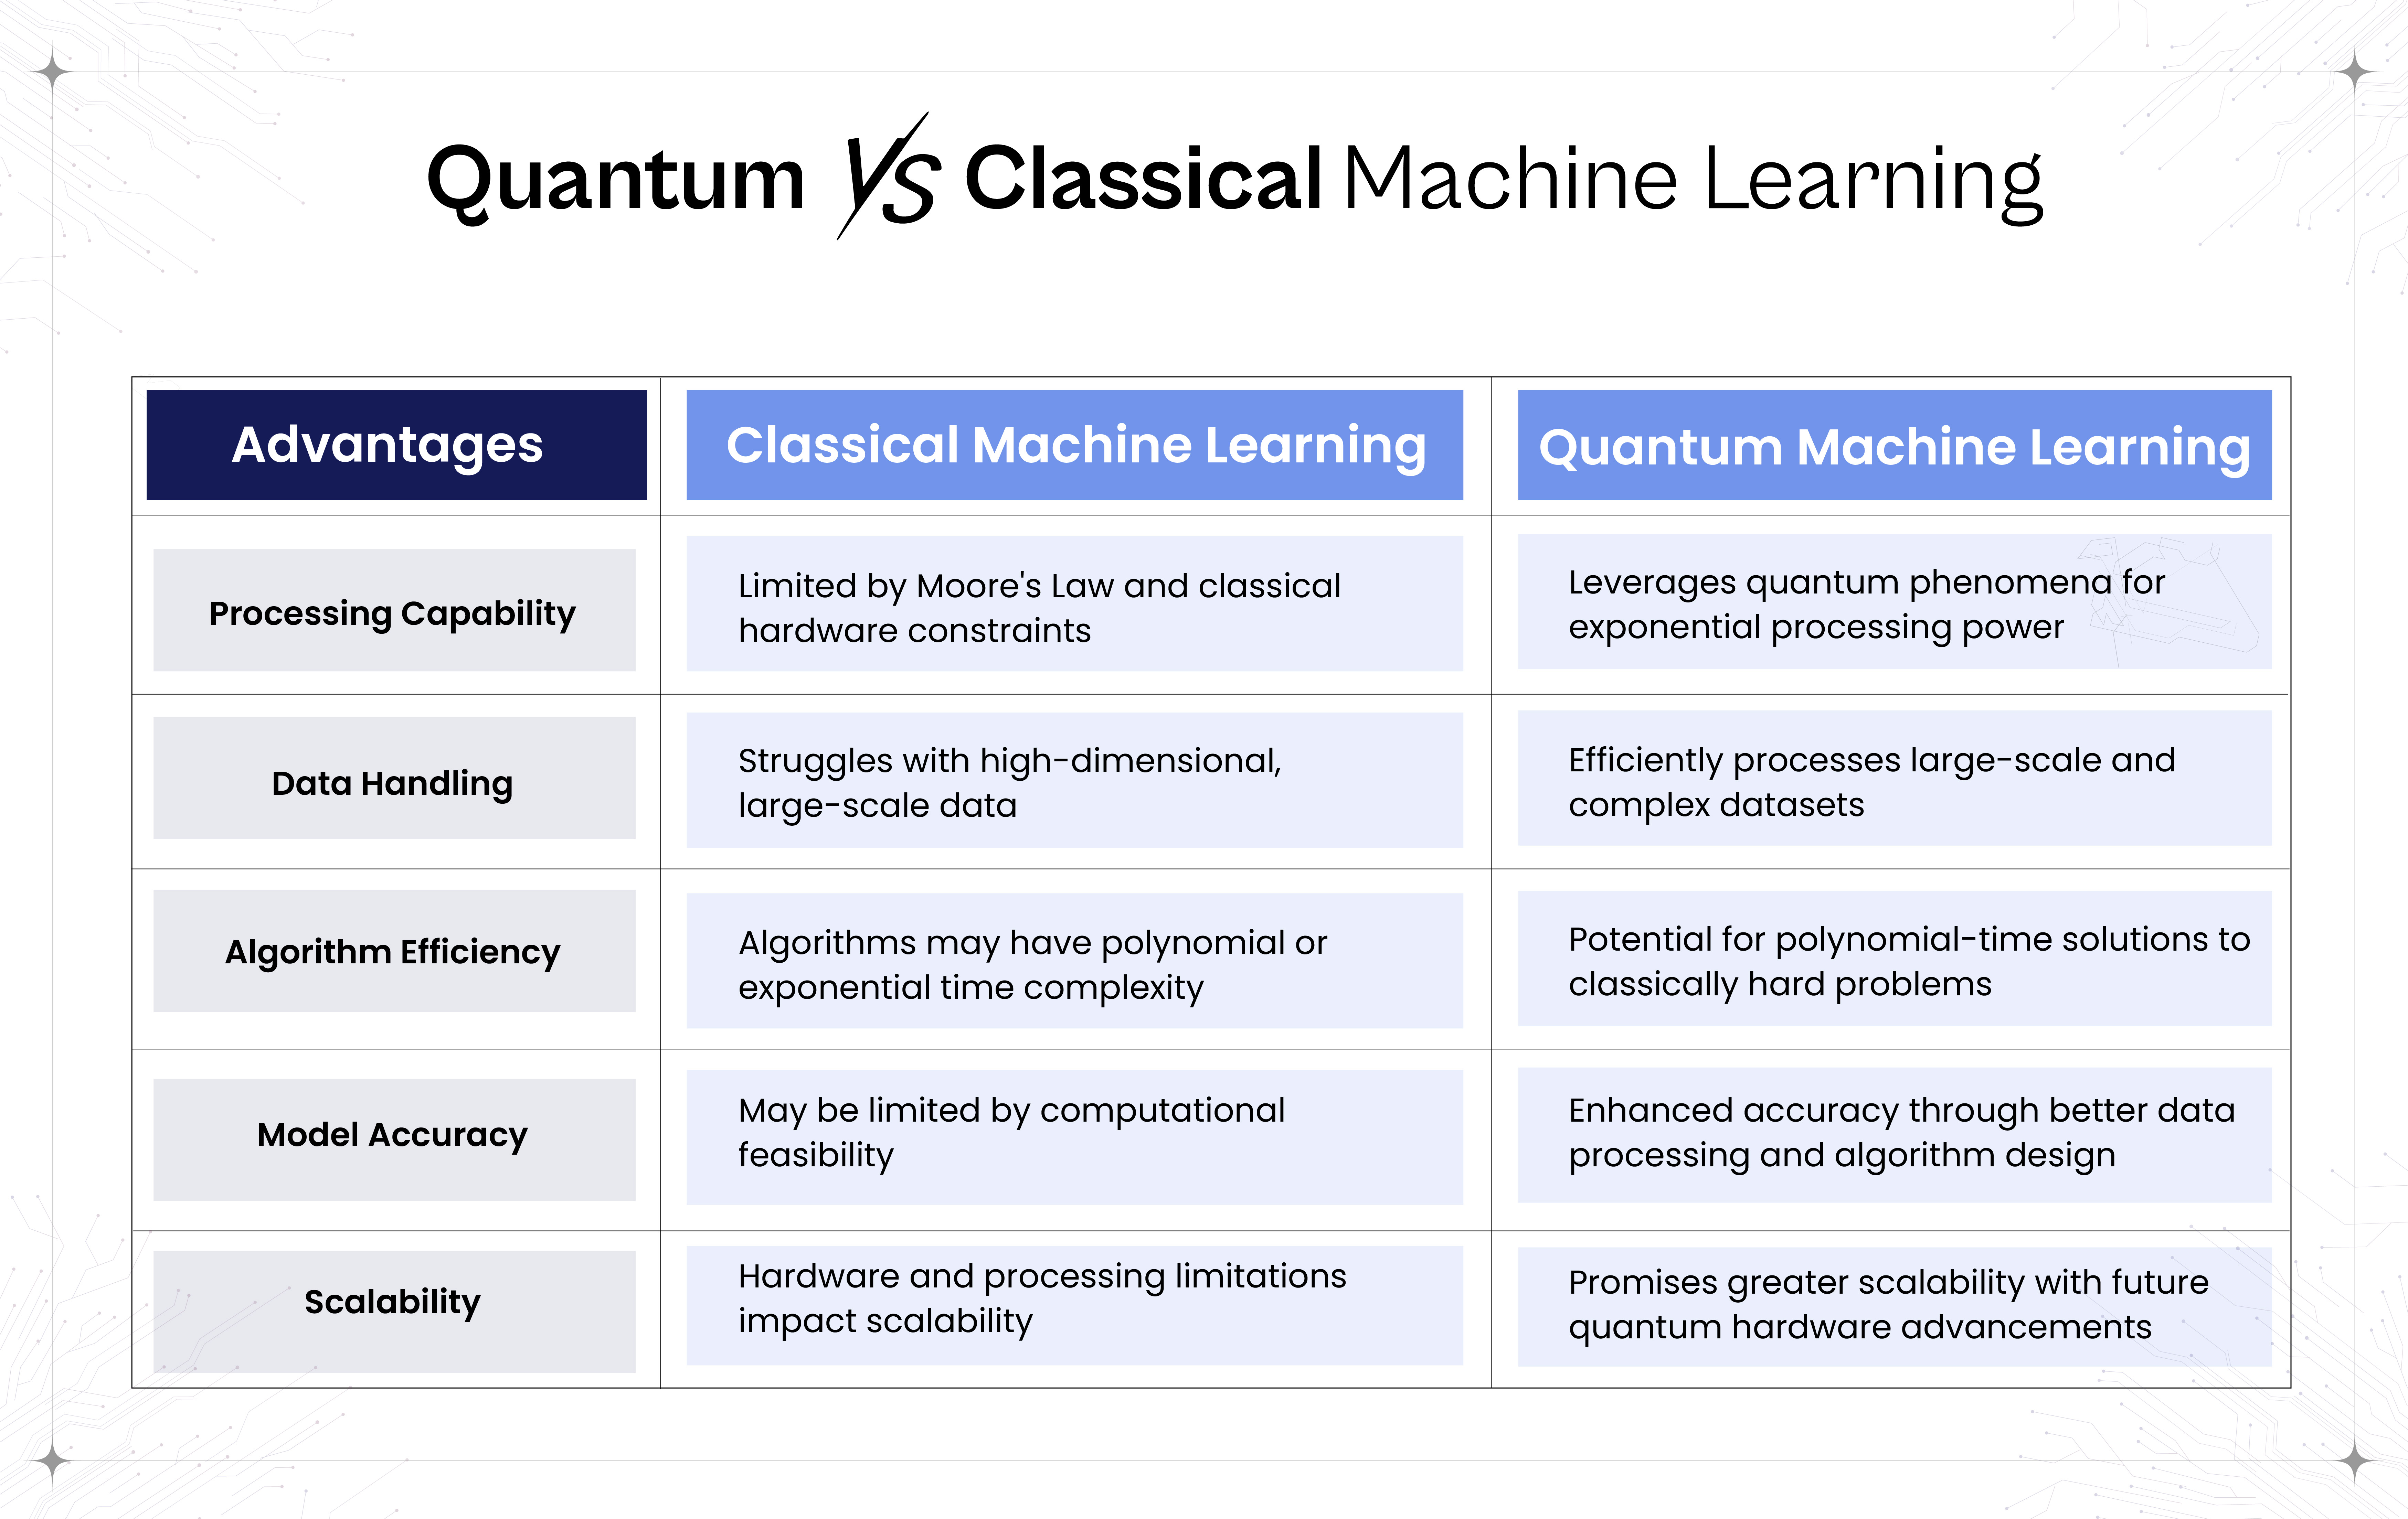 Quantum VS Classical Machine Learning
Advantages
Classical Machine Learning
Quantum Machine Learning
Processing Capability
Limited by Moore's Law and classical
hardware constraints
Leverages quantum phenomena for
exponential processing power
Data Handling
Struggles with high-dimensional,
large-scale data
Efficiently processes large-scale and
complex datasets
Algorithm Efficiency
Algorithms may have polynomial or
exponential time complexity
Potential for polynomial-time solutions to
classically hard problems
Model Accuracy
May be limited by computational
feasibility
Enhanced accuracy through better data
processing and algorithm design
Scalability
Hardware and processing limitations
impact scalability
Promises greater scalability with future
quantum hardware advancements